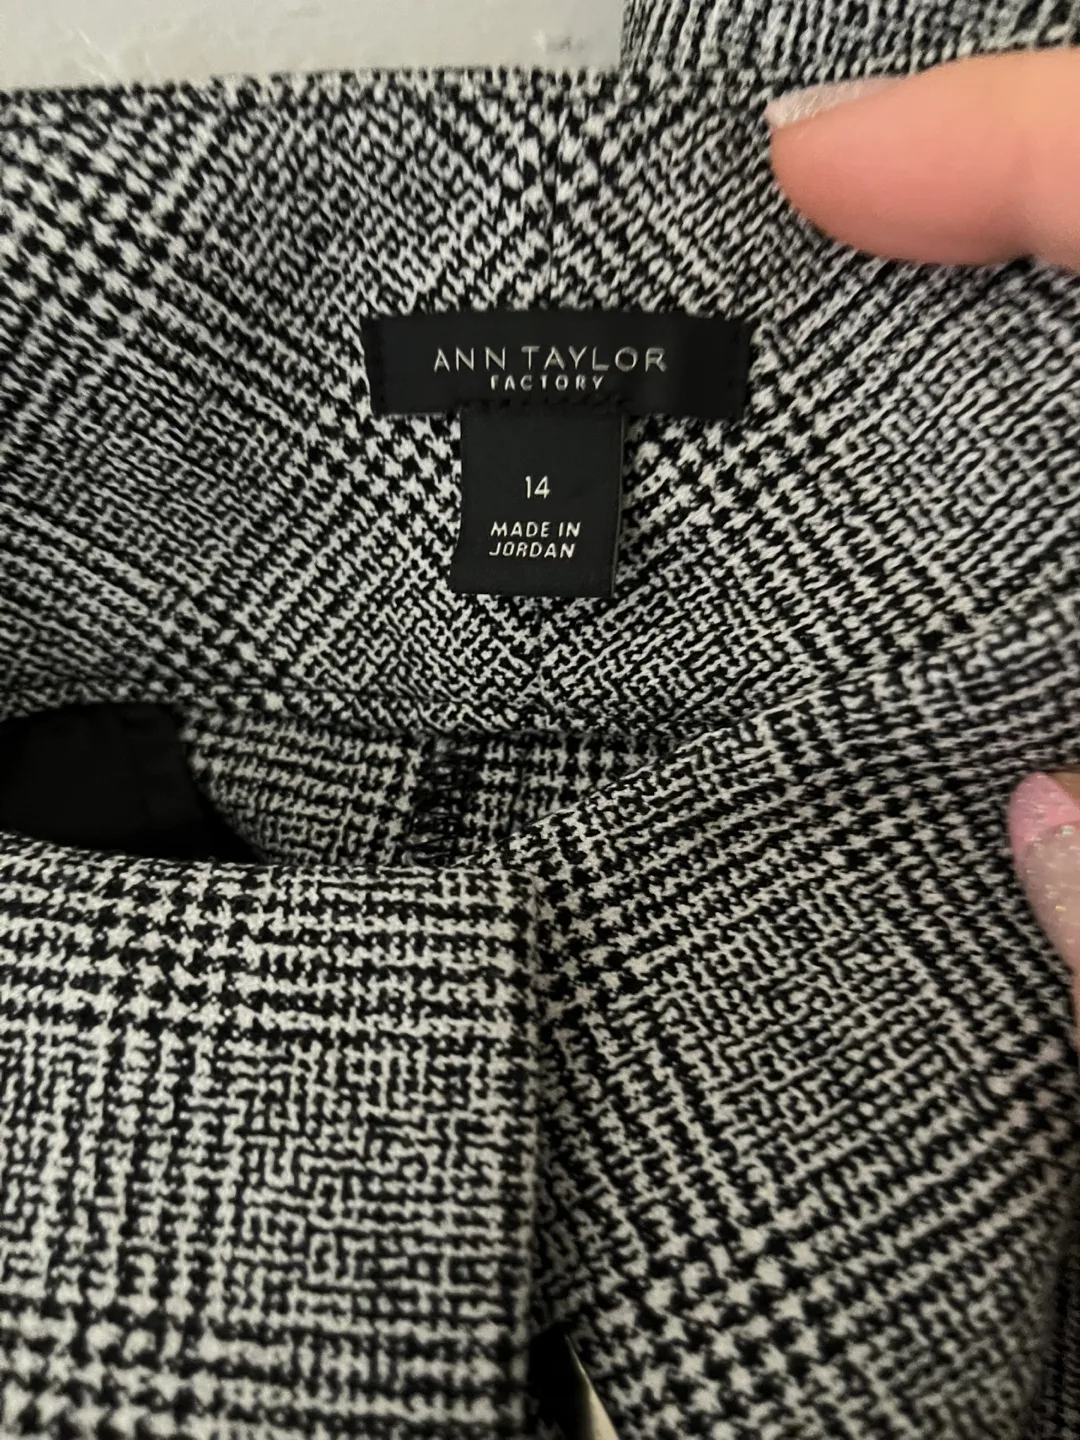 ANN TAYLOR
FACTORY
14
MADE IN
JORDAN